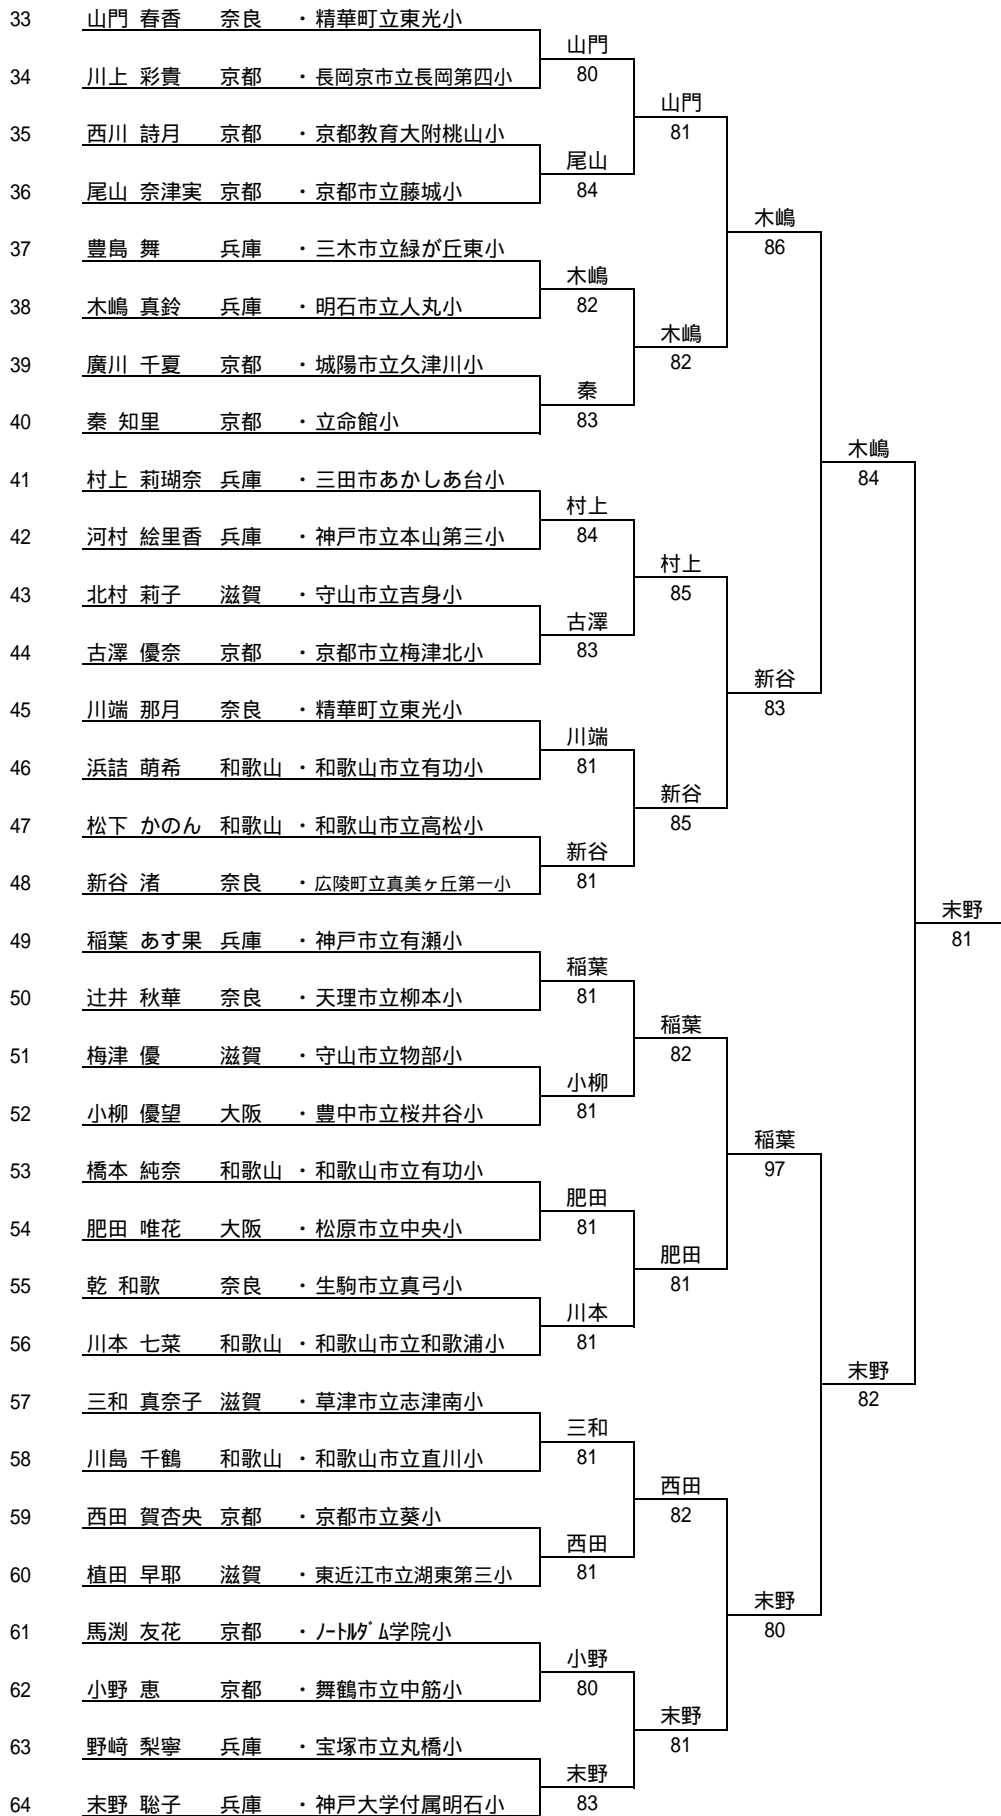 33 山門 春香 奈良 ・精華町立東光小
山門
34 川上 彩貴 京都 ・長岡京市立長岡第四小 80
山門
35 西川 詩月 京都 ・京都教育大附桃山小 81
尾山
36 尾山 奈津実 京都 ・京都市立藤城小 84
木嶋
37 豊島 舞 兵庫 ・三木市立緑が丘東小 86
木嶋
38 木嶋 真鈴 兵庫 ・明石市立人丸小 82
木嶋
39 廣川 千夏 京都 ・城陽市立久津川小 82
秦
40 秦 知里 京都 ・立命館小 83
木嶋
41 村上 莉瑚奈 兵庫 ・三田市あかしあ台小 84
村上
42 河村 絵里香 兵庫 ・神戸市立本山第三小 84
村上
43 北村 莉子 滋賀 ・守山市立吉身小 85
古澤
44 古澤 優奈 京都 ・京都市立梅津北小 83
新谷
45 川端 那月 奈良 ・精華町立東光小 83
川端
46 浜詰 萌希 和歌山 ・和歌山市立有功小 81
新谷
47 松下 かのん 和歌山 ・和歌山市立高松小 85
新谷
48 新谷 渚 奈良 ・広陵町立真美ヶ丘第一小 81
末野
49 稲葉 あす果 兵庫 ・神戸市立有瀬小 81
稲葉
50 辻井 秋華 奈良 ・天理市立柳本小 81
稲葉
51 梅津 優 滋賀 ・守山市立物部小 82
小柳
52 小柳 優望 大阪 ・豊中市立桜井谷小 81
稲葉
53 橋本 純奈 和歌山 ・和歌山市立有功小 97
肥田
54 肥田 唯花 大阪 ・松原市立中央小 81
肥田
55 乾 和歌 奈良 ・生駒市立真弓小 81
川本
56 川本 七菜 和歌山 ・和歌山市立和歌浦小 81
末野
57 三和 真奈子 滋賀 ・草津市立志津南小 82
三和
58 川島 千鶴 和歌山 ・和歌山市立直川小 81
西田
59 西田 賀杏央 京都 ・京都市立葵小 82
西田
60 植田 早耶 滋賀 ・東近江市立湖東第三小 81
末野
61 馬渕 友花 京都 ・ﾉｰﾄﾙﾀﾞﾑ学院小 80
小野
62 小野 恵 京都 ・舞鶴市立中筋小 80
末野
63 野﨑 梨寧 兵庫 ・宝塚市立丸橋小 81
末野
64 末野 聡子 兵庫 ・神戸大学付属明石小 83